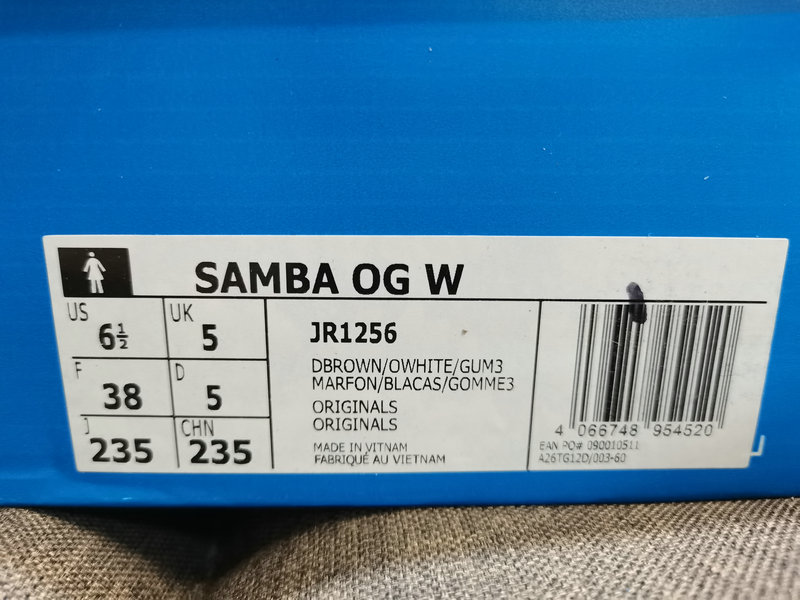 SAMBA OG W
US 6½ UK 5
F 38 D 5
J 235 CHN 235
JR1256
DBROWN/OWHITE/GUM3
MARFON/BLACAS/GOMME3
ORIGINALS
ORIGINALS
MADE IN VITNAM
FABRIQUÉ AU VIETNAM
4 066748 954520
EAN PO# 090010511
A26TG12D/003-60